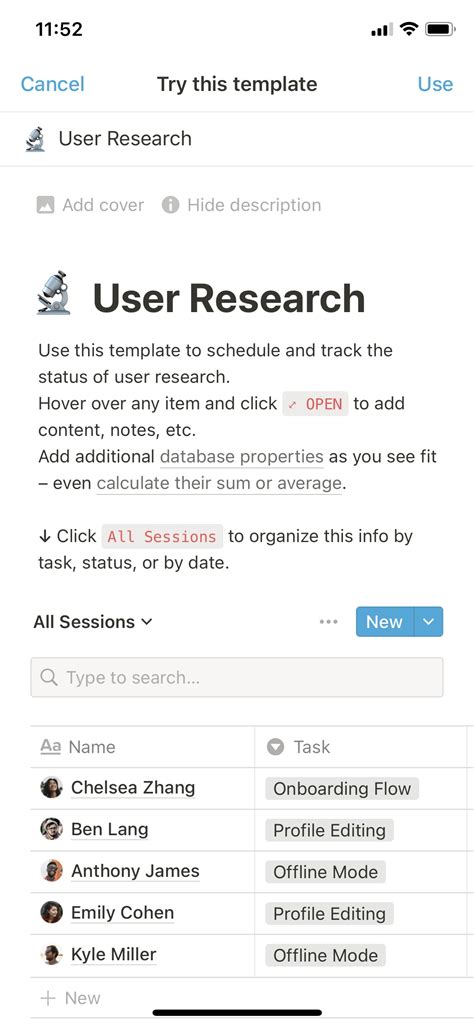 11:52
Cancel Try this template Use
User Research
Add cover Hide description
User Research
Use this template to schedule and track the
status of user research.
Hover over any item and click ⤢ OPEN to add
content, notes, etc.
Add additional database properties as you see fit
– even calculate their sum or average.
↓ Click All Sessions to organize this info by
task, status, or by date.
All Sessions ••• New
Type to search...
Aa Name Task
Chelsea Zhang Onboarding Flow
Ben Lang Profile Editing
Anthony James Offline Mode
Emily Cohen Profile Editing
Kyle Miller Offline Mode
+ New